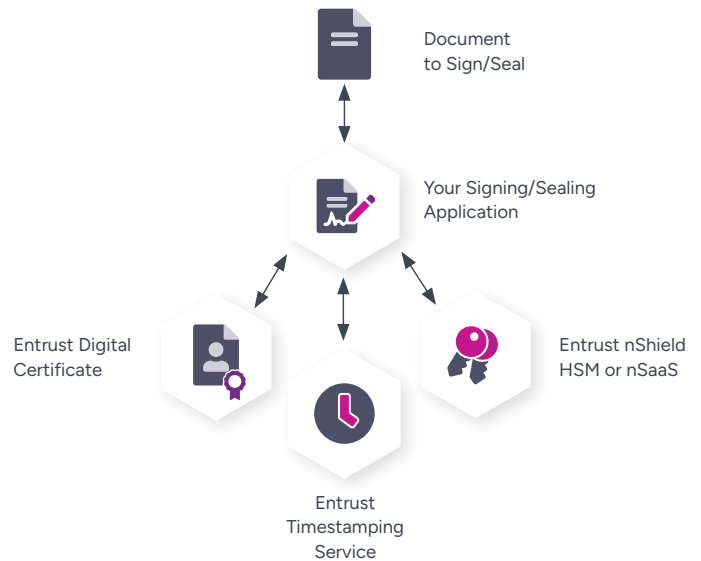 Document
to Sign/Seal
Your Signing/Sealing
Application
Entrust Digital
Certificate
Entrust nShield
HSM or nSaaS
Entrust
Timestamping
Service